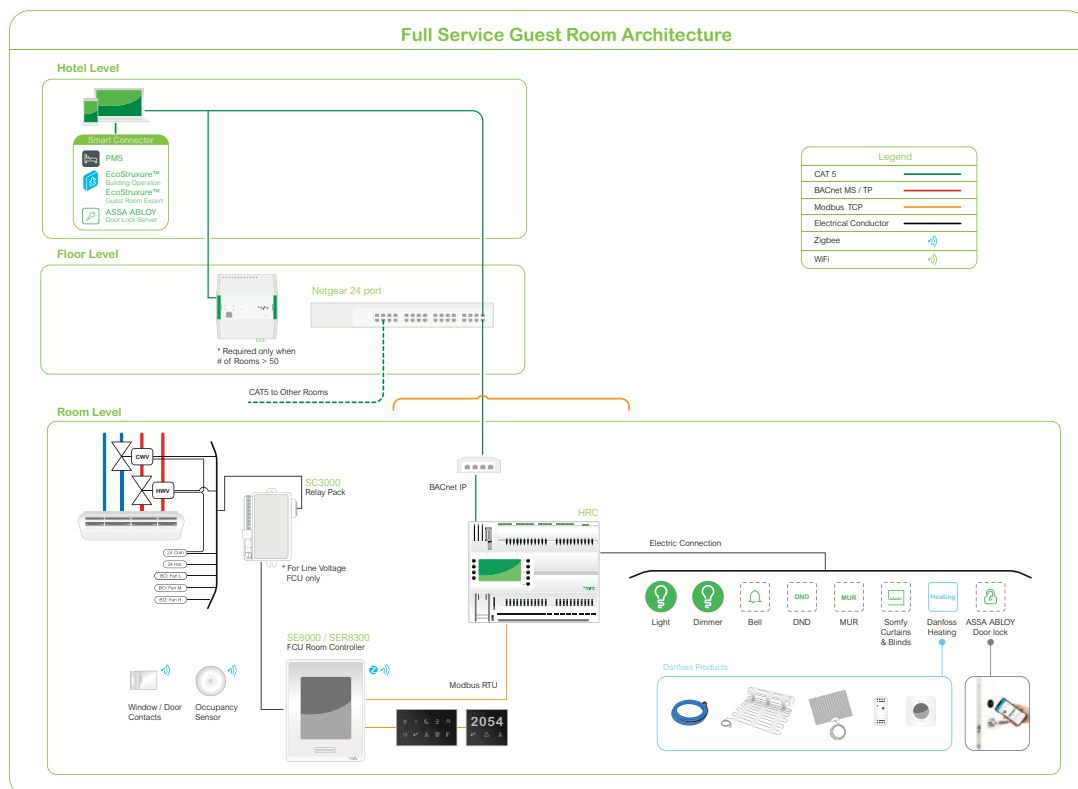 Full Service Guest Room Architecture
Hotel Level
Smart Connector
PMS
EcoStruxure™
Building Operation
EcoStruxure™
Guest Room Expert
ASSA ABLOY
Door Lock Server
Legend
CAT 5
BACnet MS / TP
Modbus TCP
Electrical Conductor
Zigbee
WiFi
Floor Level
Netgear 24 port
* Required only when
# of Rooms > 50
CAT5 to Other Rooms
Room Level
CWV
HWV
SC3000
Relay Pack
BACnet IP
HRC
24 Com
24 Hot
BO: Fan L
BO: Fan M
BO: Fan H
* For Line Voltage
FCU only
Electric Connection
DND
MUR
Heating
Light
Dimmer
Bell
DND
MUR
Somfy
Curtains
& Blinds
Danfoss
Heating
ASSA ABLOY
Door lock
SE8000 / SER8300
FCU Room Controller
Modbus RTU
Window / Door
Contacts
Occupancy
Sensor
2054
Danfoss Products